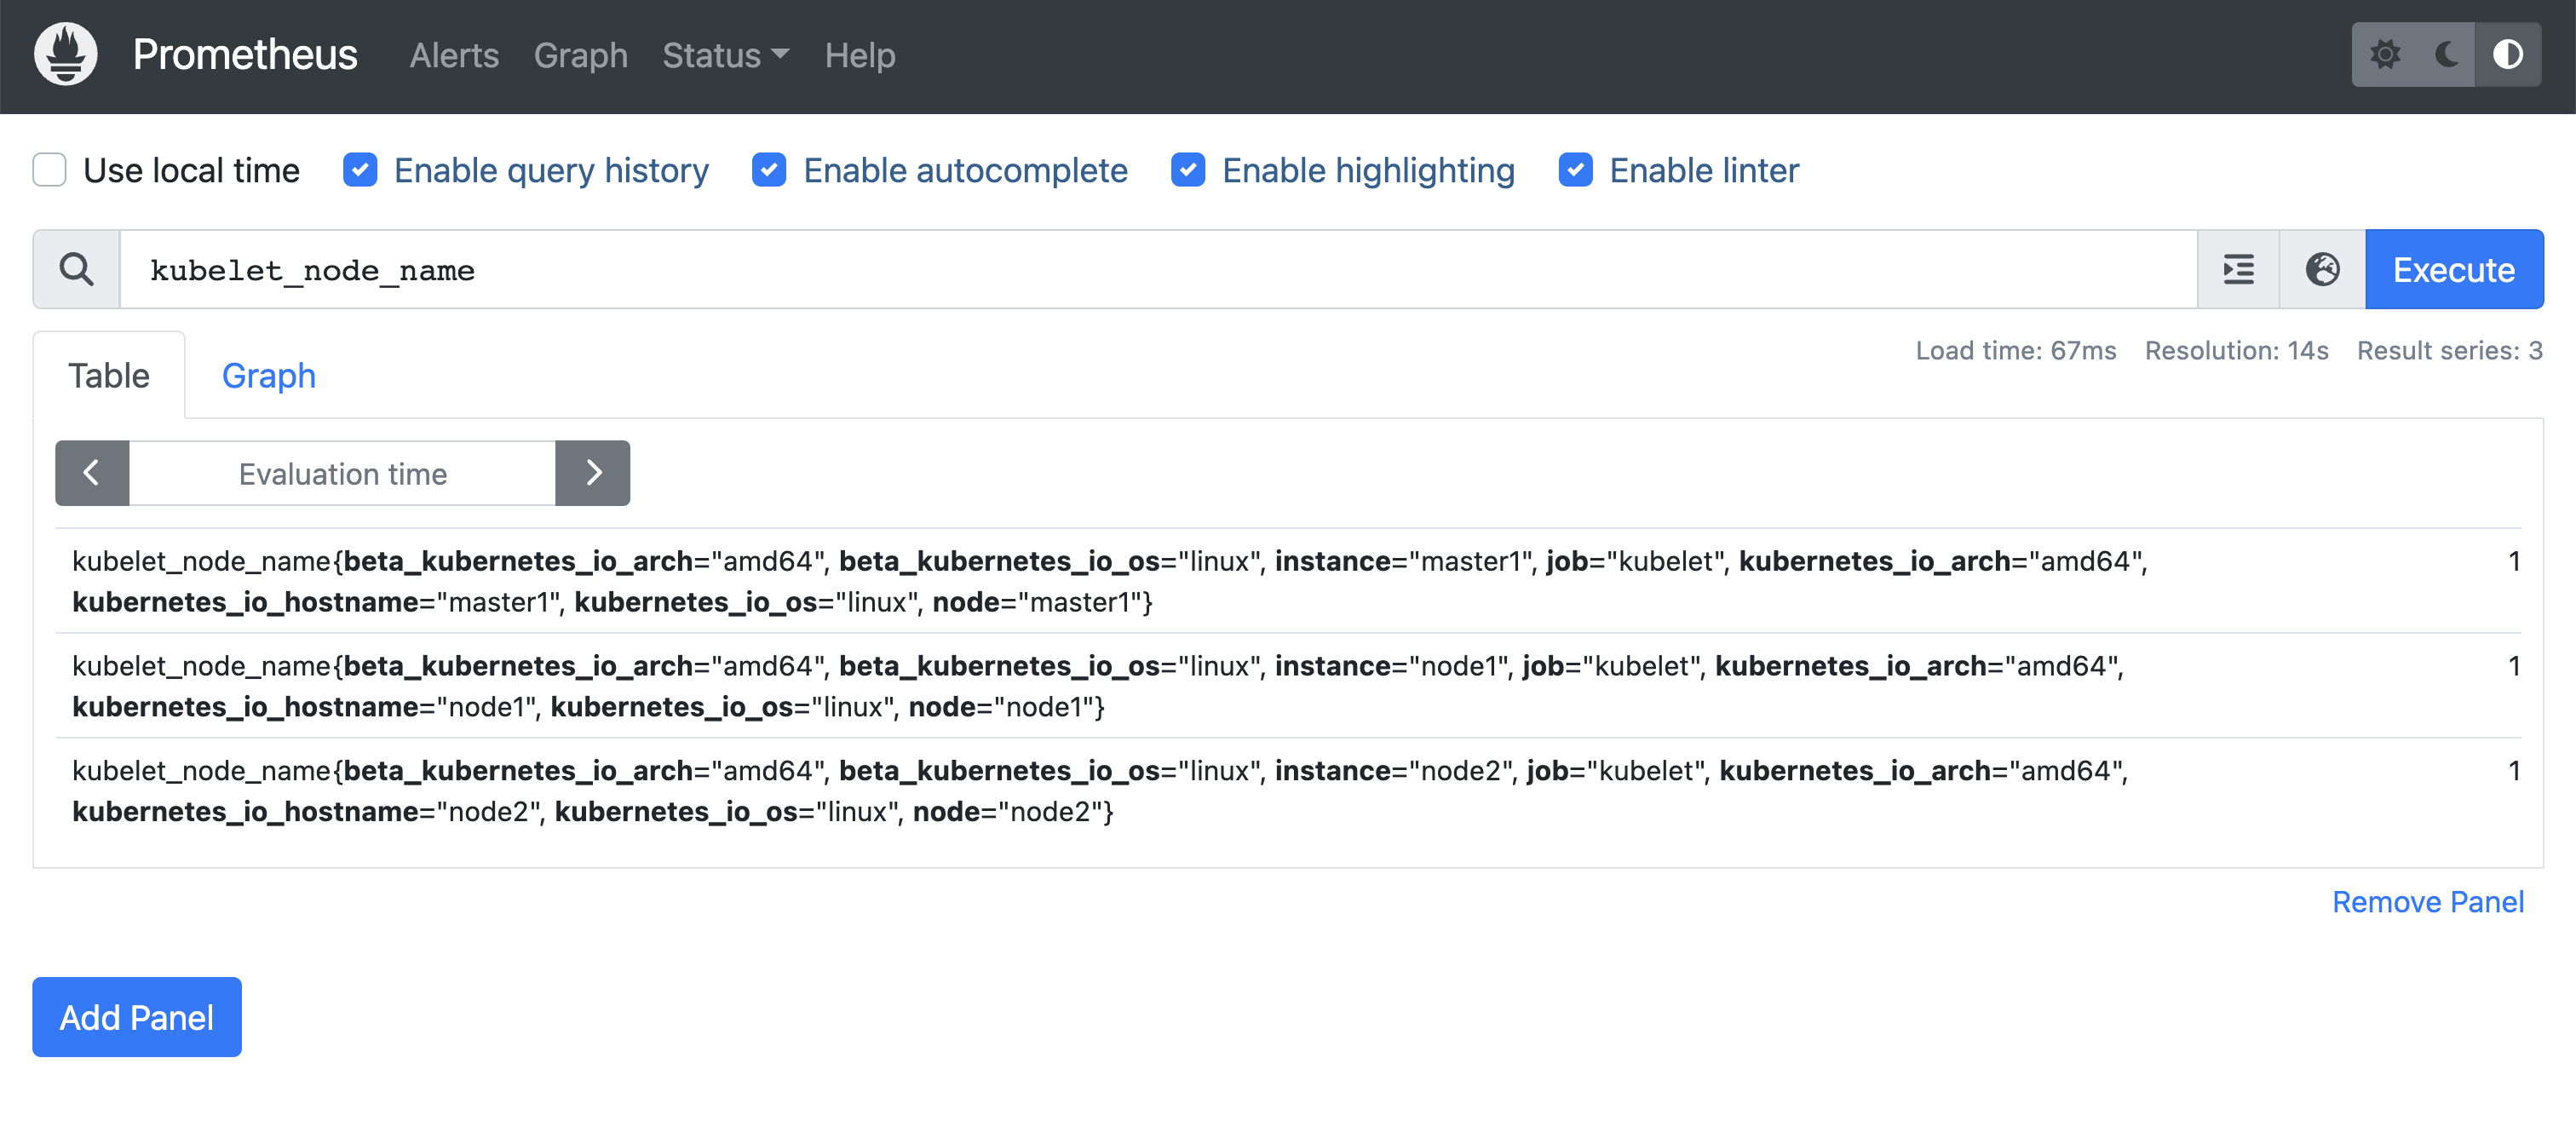 Prometheus Alerts Graph Status Help
Use local time Enable query history Enable autocomplete Enable highlighting Enable linter
kubelet_node_name Execute
Load time: 67ms Resolution: 14s Result series: 3
Table Graph
Evaluation time
kubelet_node_name{beta_kubernetes_io_arch="amd64", beta_kubernetes_io_os="linux", instance="master1", job="kubelet", kubernetes_io_arch="amd64", 1
kubernetes_io_hostname="master1", kubernetes_io_os="linux", node="master1"}
kubelet_node_name{beta_kubernetes_io_arch="amd64", beta_kubernetes_io_os="linux", instance="node1", job="kubelet", kubernetes_io_arch="amd64", 1
kubernetes_io_hostname="node1", kubernetes_io_os="linux", node="node1"}
kubelet_node_name{beta_kubernetes_io_arch="amd64", beta_kubernetes_io_os="linux", instance="node2", job="kubelet", kubernetes_io_arch="amd64", 1
kubernetes_io_hostname="node2", kubernetes_io_os="linux", node="node2"}
Remove Panel
Add Panel